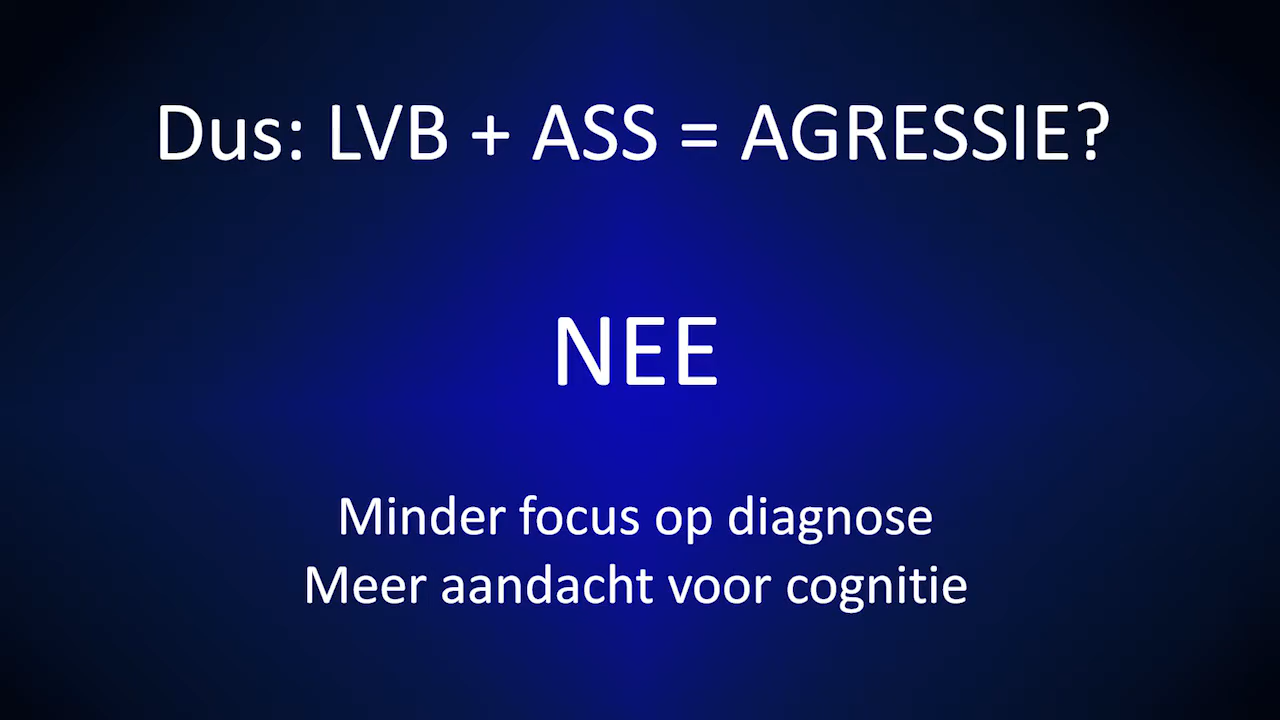 Dus: LVB + ASS = AGRESSIE?
NEE
Minder focus op diagnose
Meer aandacht voor cognitie